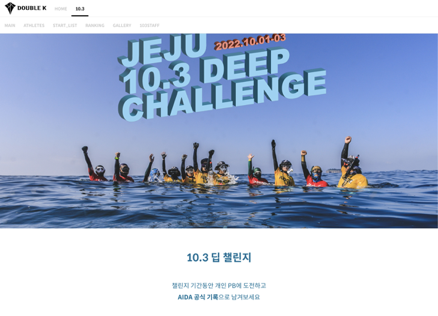 DOUBLE K
HOME
10.3
MAIN
ATHLETES
START_LIST
RANKING
GALLERY
CONTACT
2022.10.01-03
JEJU
10.3 DEEP
CHALLENGE
10.3 딥 챌린지
챌린지 기간동안 개인 PB에 도전하고
AIDA 공식 기록으로 남겨보세요